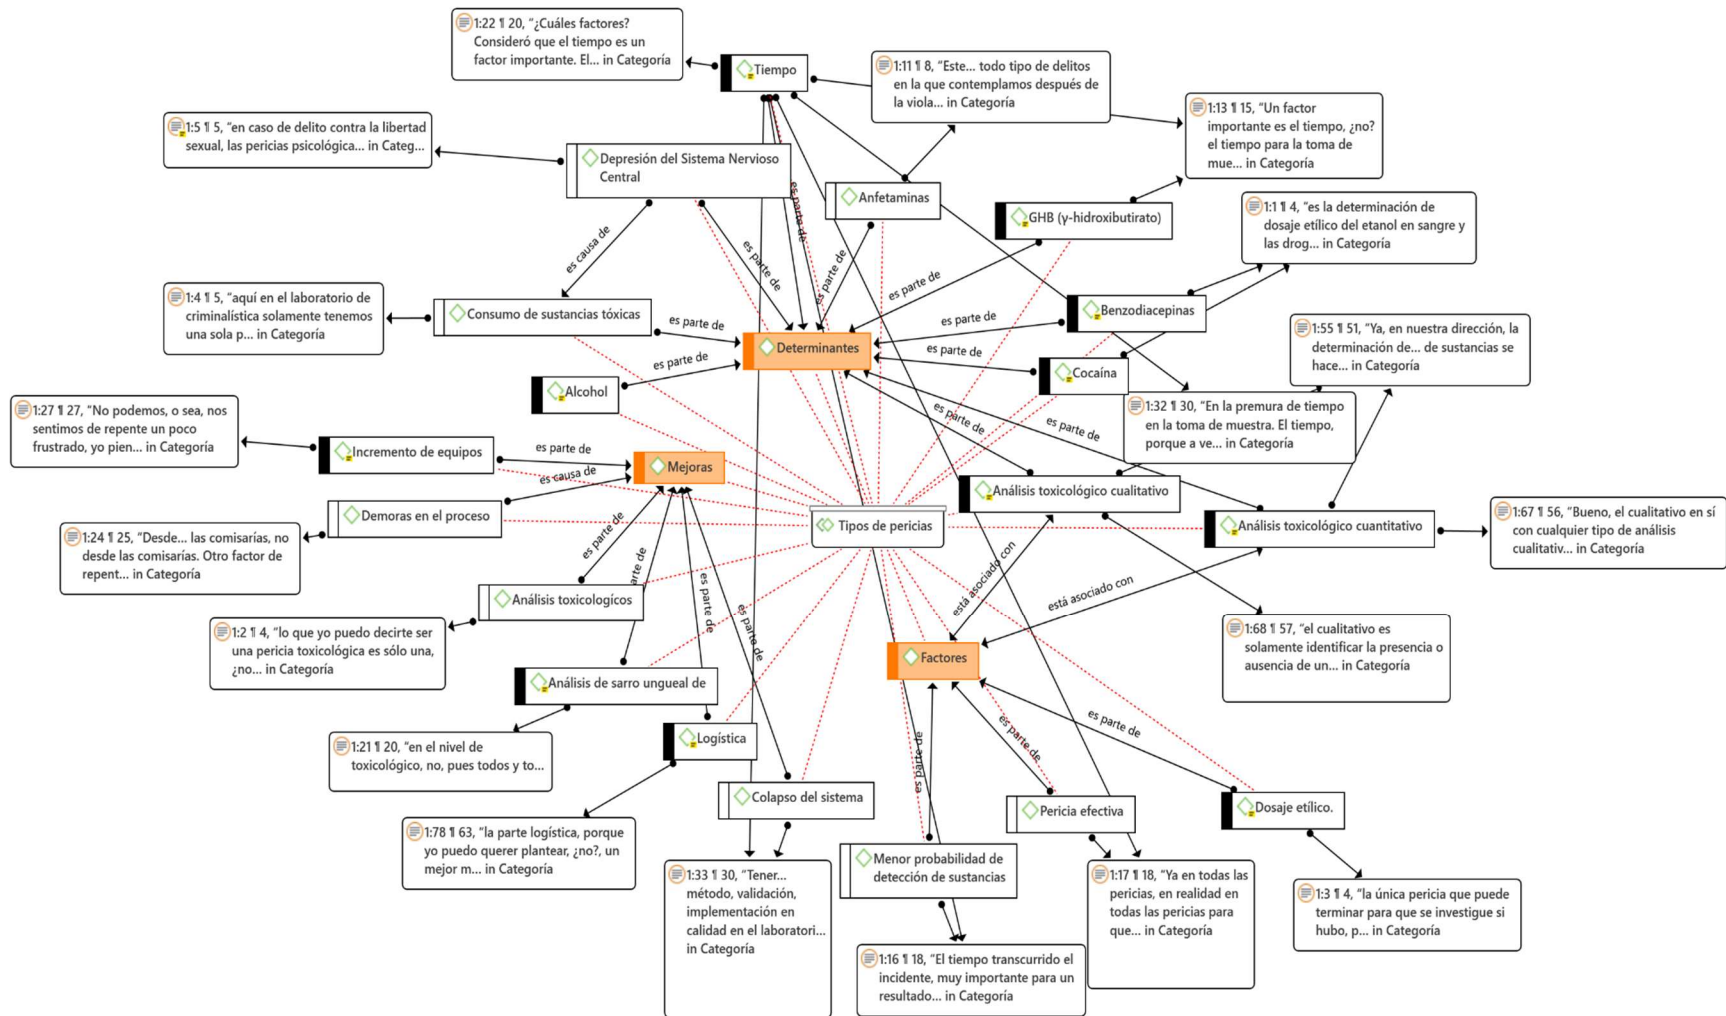 1:22 ¶ 20, “¿Cuáles factores?
Consideró que el tiempo es un
factor importante. El... in Categoría
Tiempo
1:11 ¶ 8, “Este... todo tipo de delitos
en la que contemplamos después de
la viola... in Categoría
1:13 ¶ 15, “Un factor
importante es el tiempo, ¿no?
el tiempo para la toma de
mue... in Categoría
1:5 ¶ 5, “en caso de delito contra la libertad
sexual, las pericias psicológica... in Categ...
Depresión del Sistema Nervioso
Central
es parte de
es parte de
Anfetaminas
GHB (γ-hidroxibutirato)
1:1 ¶ 4, “es la determinación de
dosaje etílico del etanol en sangre y
las drog... in Categoría
es causa de
es parte de
es parte de
es parte de
1:4 ¶ 5, “aquí en el laboratorio de
criminalística solamente tenemos
una sola p... in Categoría
Consumo de sustancias tóxicas
es parte de
Determinantes
es parte de
Benzodiacepinas
1:55 ¶ 51, “Ya, en nuestra dirección, la
determinación de... de sustancias se
hace... in Categoría
es parte de
es parte de
Cocaína
Alcohol
1:27 ¶ 27, “No podemos, o sea, nos
sentimos de repente un poco
frustrado, yo pien... in Categoría
1:32 ¶ 30, “En la premura de tiempo
en la toma de muestra. El tiempo,
porque a ve... in Categoría
es parte de
es parte de
Incremento de equipos
es parte de
Mejoras
es causa de
Análisis toxicológico cualitativo
Demoras en el proceso
Tipos de pericias
Análisis toxicológico cuantitativo
1:67 ¶ 56, “Bueno, el cualitativo en sí
con cualquier tipo de análisis
cualitativ... in Categoría
1:24 ¶ 25, “Desde... las comisarías, no
desde las comisarías. Otro factor de
repent... in Categoría
es parte de
parte de
es parte de
es parte de
está asociado con
está asociado con
Análisis toxicologícos
1:2 ¶ 4, “lo que yo puedo decirte ser
una pericia toxicológica es sólo una,
¿no... in Categoría
1:68 ¶ 57, “el cualitativo es
solamente identificar la presencia o
ausencia de un... in Categoría
Factores
Análisis de sarro ungueal de
1:21 ¶ 20, “en el nivel de
toxicológico, no, pues todos y to...
Logística
es parte de
es parte de
es parte de
Colapso del sistema
Pericia efectiva
Dosaje etílico.
1:78 ¶ 63, “la parte logística, porque
yo puedo querer plantear, ¿no?, un
mejor m... in Categoría
Menor probabilidad de
detección de sustancias
1:33 ¶ 30, “Tener...
método, validación,
implementación en
calidad en el laboratori...
in Categoría
1:17 ¶ 18, “Ya en todas las
pericias, en realidad en
todas las pericias para
que... in Categoría
1:3 ¶ 4, “la única pericia que puede
terminar para que se investigue si
hubo, p... in Categoría
1:16 ¶ 18, “El tiempo transcurrido el
incidente, muy importante para un
resultado... in Categoría